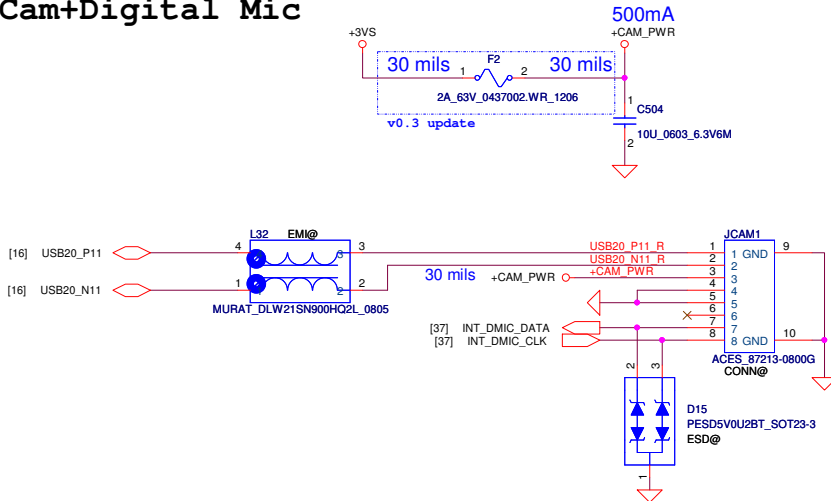 Cam+Digital Mic
500mA
+3VS
+CAM_PWR
30 mils
1
F2
2
30 mils
2A_63V_0437002.WR_1206
v0.3 update
1
C504
10U_0603_6.3V6M
2
L32
EMI@
JCAM1
[16]
USB20_P11
4
3
3
USB20_P11_R
1
1
GND
9
USB20_N11_R
2
2
30 mils
+CAM_PWR
+CAM_PWR
3
3
[16]
USB20_N11
1
2
2
4
4
5
5
MURAT_DLW21SN900HQ2L_0805
6
6
[37]
INT_DMIC_DATA
7
7
[37]
INT_DMIC_CLK
8
8
GND
10
ACES_87213-0800G
CONN@
2
3
D15
PESD5V0U2BT_SOT23-3
ESD@
1